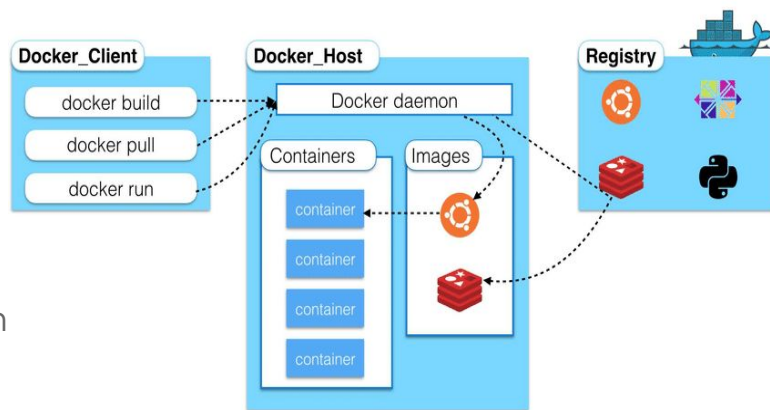 Docker_Client
docker build
docker pull
docker run
Docker_Host
Docker daemon
Containers
container
container
container
container
Images
Registry
n